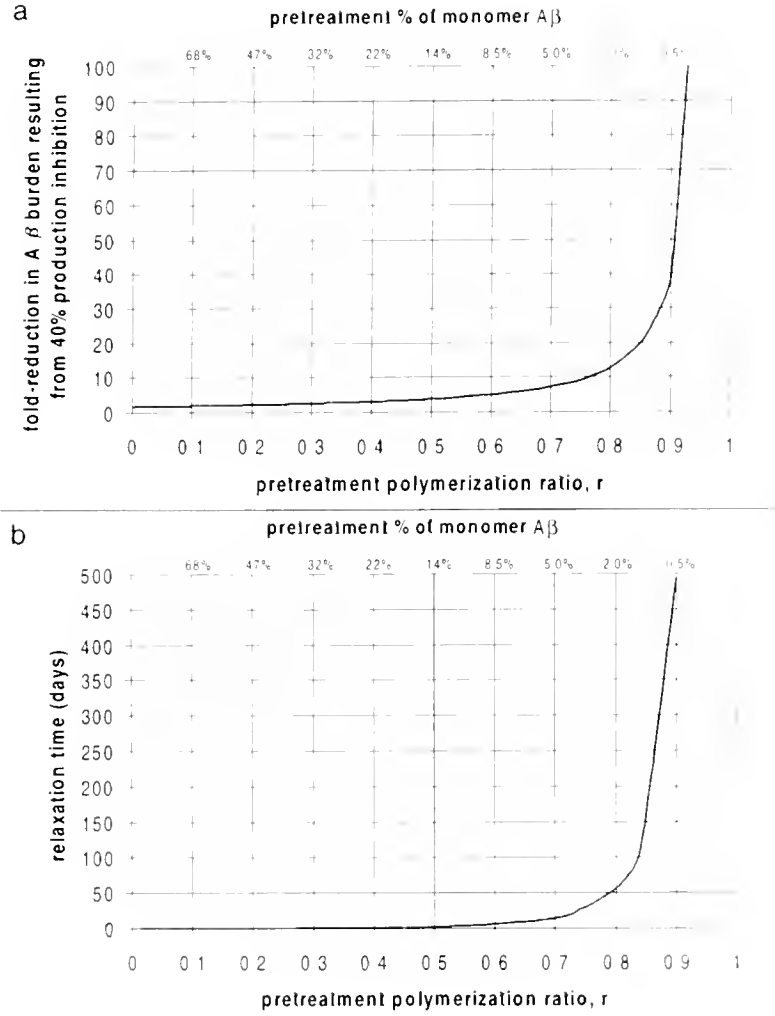 a
pretreatment % of monomer Aβ
68% 47% 32% 22% 14% 8 5% 5 0%
fold-reduction in A β burden resulting
from 40% production inhibition
100
90
80
70
60
50
40
30
20
10
0
0 0 1 0 2 0 3 0 4 0 5 0 6 0 7 0 8 0 9 1
pretreatment polymerization ratio, r
b
pretreatment % of monomer Aβ
68% 47% 32% 22% 14% 8 5% 5 0% 2 0% 0 5%
relaxation time (days)
500
450
400
350
300
250
200
150
100
50
0
0 0 1 0 2 0 3 0 4 0 5 0 6 0 7 0 8 0 9 1
pretreatment polymerization ratio, r